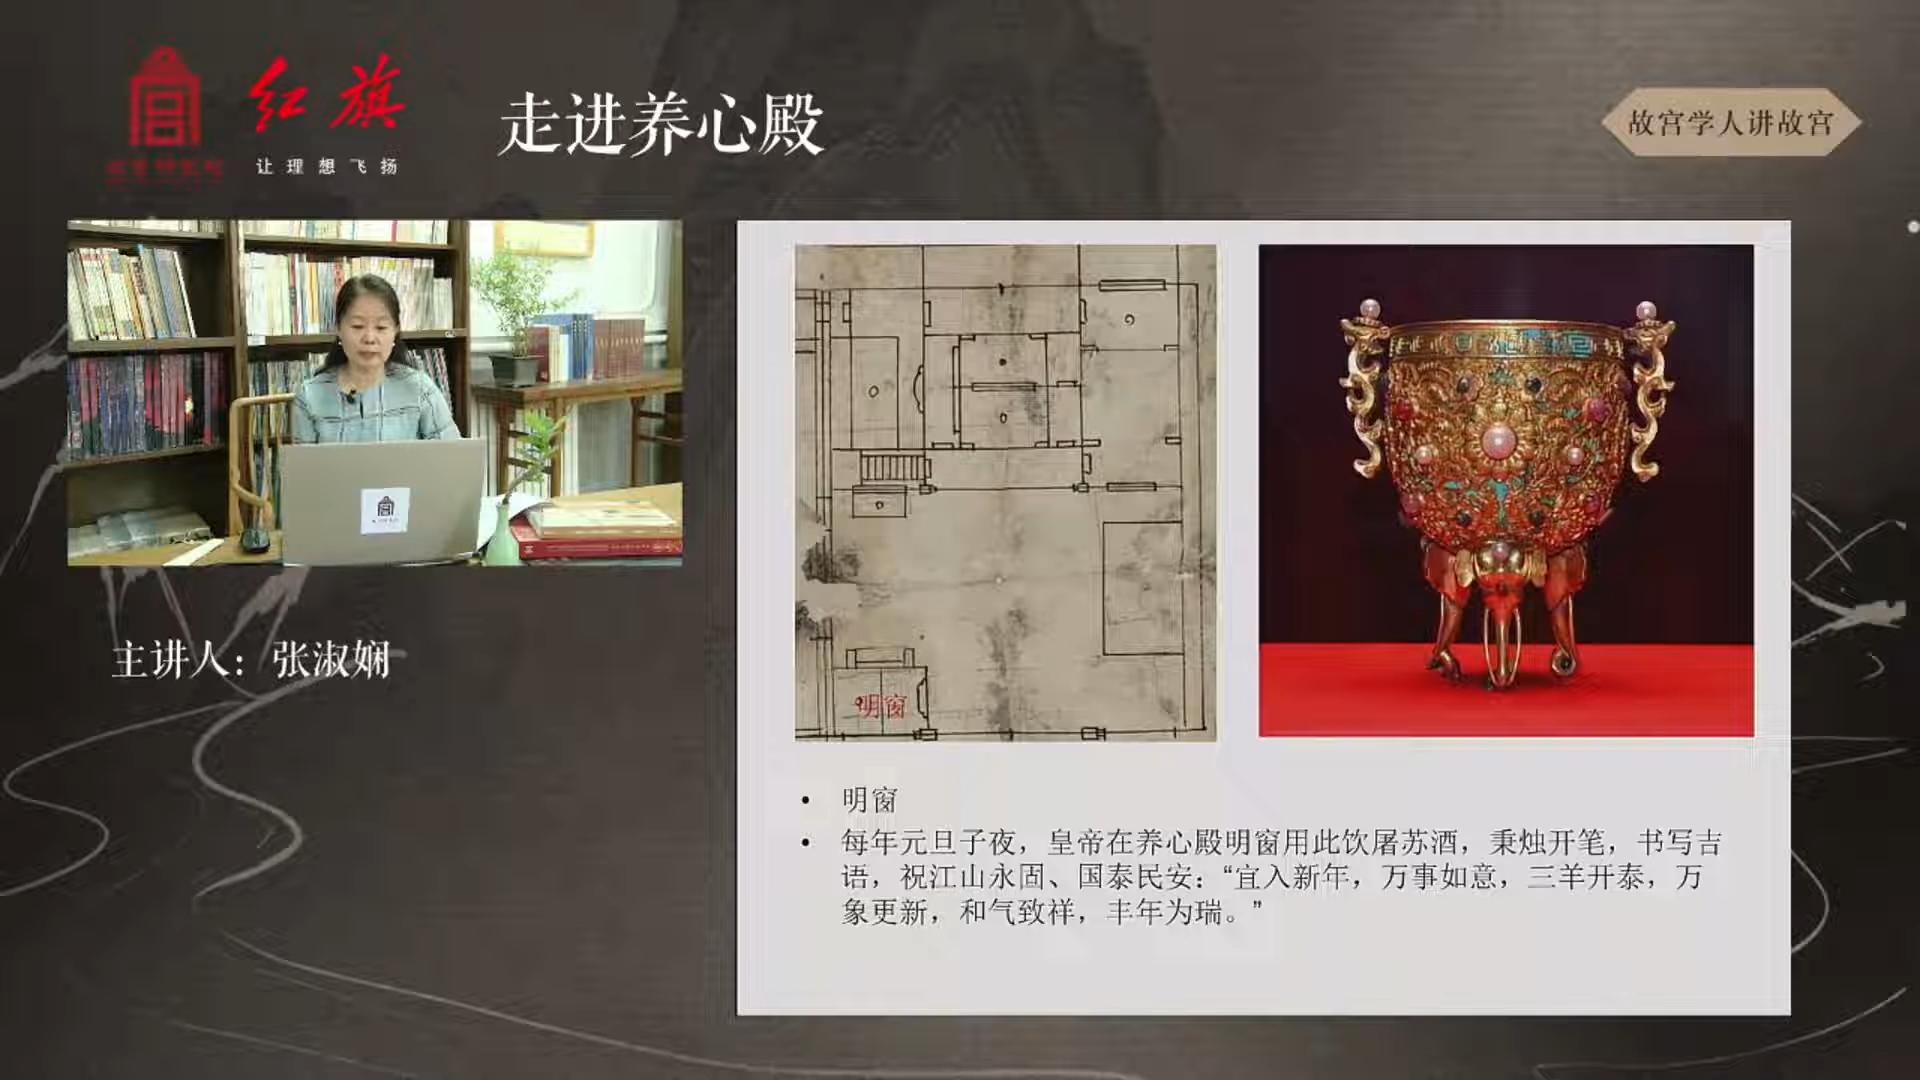 红旗
让理想飞扬
走进养心殿
故宫学人讲故宫
主讲人：张淑娴
明窗
• 明窗
• 每年元旦子夜，皇帝在养心殿明窗用此饮屠苏酒，秉烛开笔，书写吉
语，祝江山永固、国泰民安：“宜入新年，万事如意，三羊开泰，万
象更新，和气致祥，丰年为瑞。”